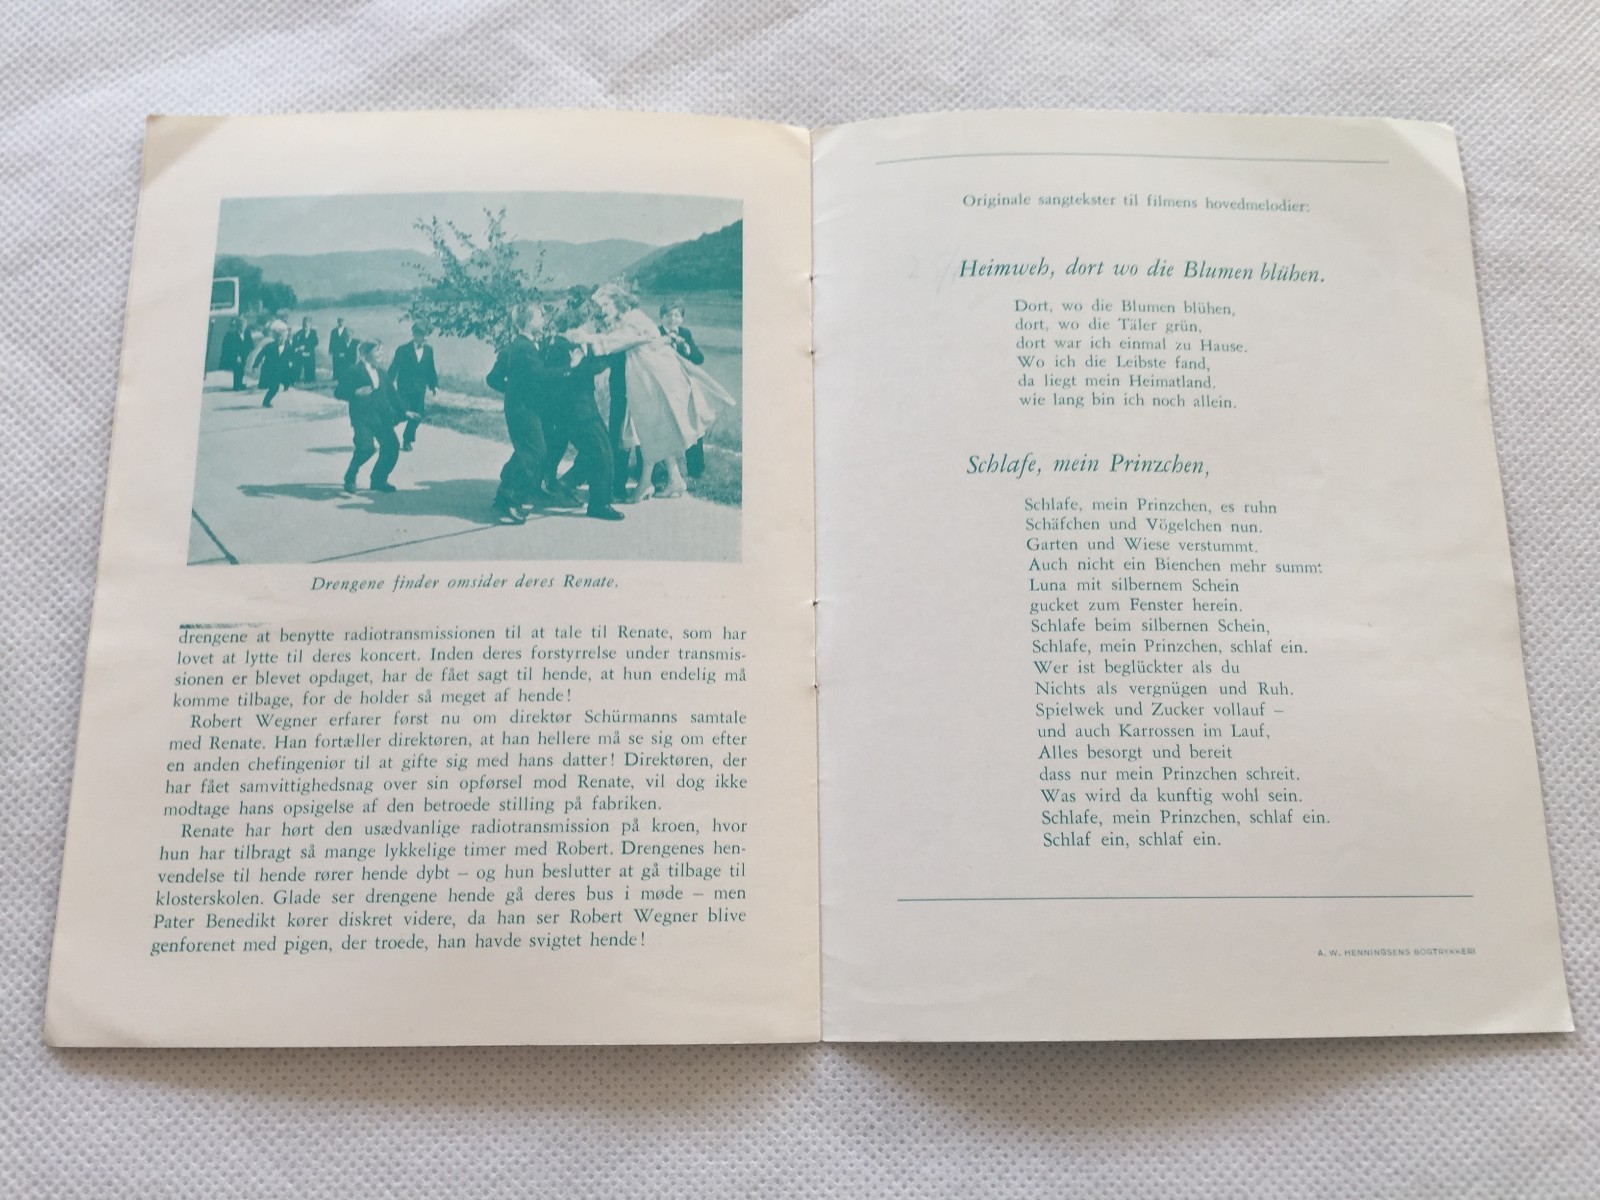 Drengene finder omsider deres Renate.
drengene at benytte radiotransmissionen til at tale til Renate, som har
lovet at lytte til deres koncert. Inden deres forstyrrelse under transmis-
sionen er blevet opdaget, har de fået sagt til hende, at hun endelig må
komme tilbage, for de holder så meget af hende!
Robert Wegner erfarer først nu om direktør Schürmanns samtale
med Renate. Han fortæller direktøren, at han hellere må se sig om efter
en anden chefingeniør til at gifte sig med hans datter! Direktøren, der
har fået samvittighedsnag over sin opførsel mod Renate, vil dog ikke
modtage hans opsigelse af den betroede stilling på fabriken.
Renate har hørt den usædvanlige radiotransmission på kroen, hvor
hun har tilbragt så mange lykkelige timer med Robert. Drengenes hen-
vendelse til hende rører hende dybt – og hun beslutter at gå tilbage til
klosterskolen. Glade ser drengene hende gå deres bus i møde – men
Pater Benedikt kører diskret videre, da han ser Robert Wegner blive
genforenet med pigen, der troede, han havde svigtet hende!
Originale sangtekster til filmens hovedmelodier:
Heimweh, dort wo die Blumen blühen.
Dort, wo die Blumen blühen,
dort, wo die Täler grün,
dort war ich einmal zu Hause.
Wo ich die Leibste fand,
da liegt mein Heimatland.
wie lang bin ich noch allein.
Schlafe, mein Prinzchen,
Schlafe, mein Prinzchen, es ruhn
Schäfchen und Vögelchen nun.
Garten und Wiese verstummt.
Auch nicht ein Bienchen mehr summt
Luna mit silbernem Schein
gucket zum Fenster herein.
Schlafe beim silbernen Schein,
Schlafe, mein Prinzchen, schlaf ein.
Wer ist beglückter als du
Nichts als vergnügen und Ruh.
Spielwek und Zucker vollauf –
und auch Karrossen im Lauf,
Alles besorgt und bereit
dass nur mein Prinzchen schreit.
Was wird da kunftig wohl sein.
Schlafe, mein Prinzchen, schlaf ein.
Schlaf ein, schlaf ein.
A. W. HENNINGSENS BOGTRYKKERI